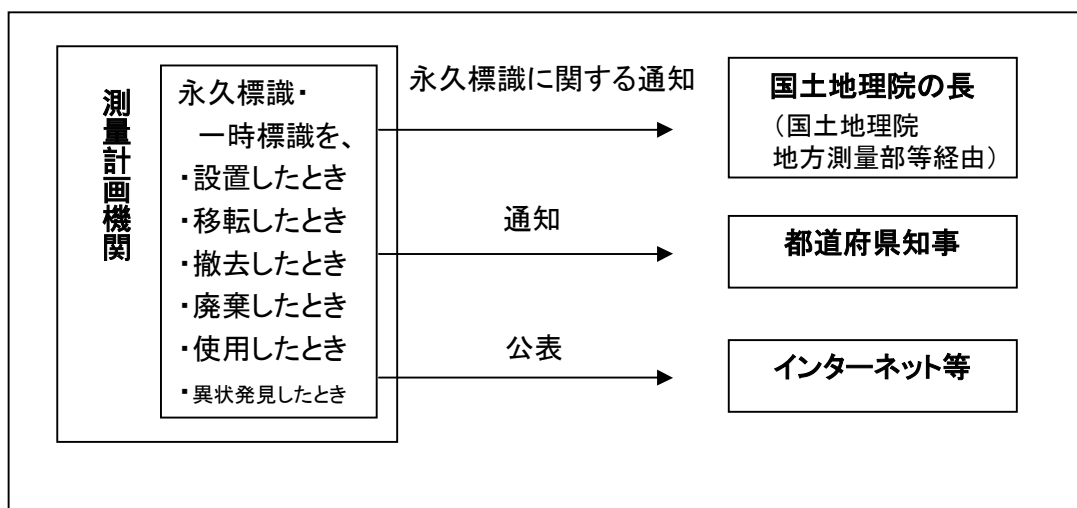 測量計画機関
永久標識・
一時標識を、
・設置したとき
・移転したとき
・撤去したとき
・廃棄したとき
・使用したとき
・異状発見したとき
永久標識に関する通知
通知
公表
国土地理院の長
（国土地理院
地方測量部等経由）
都道府県知事
インターネット等